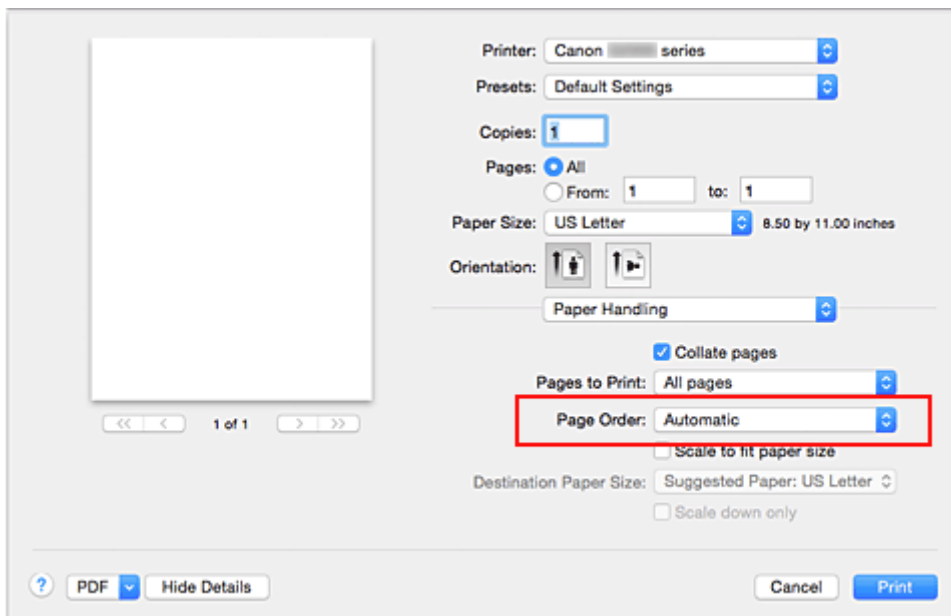 Printer: Canon series
Presets: Default Settings
Copies: 1
Pages: All
From: 1 to: 1
Paper Size: US Letter 8.50 by 11.00 inches
Orientation:
Paper Handling
Collate pages
Pages to Print: All pages
Page Order: Automatic
Scale to fit paper size
Destination Paper Size: Suggested Paper: US Letter
Scale down only
<< < 1 of 1 > >>
? PDF Hide Details Cancel Print